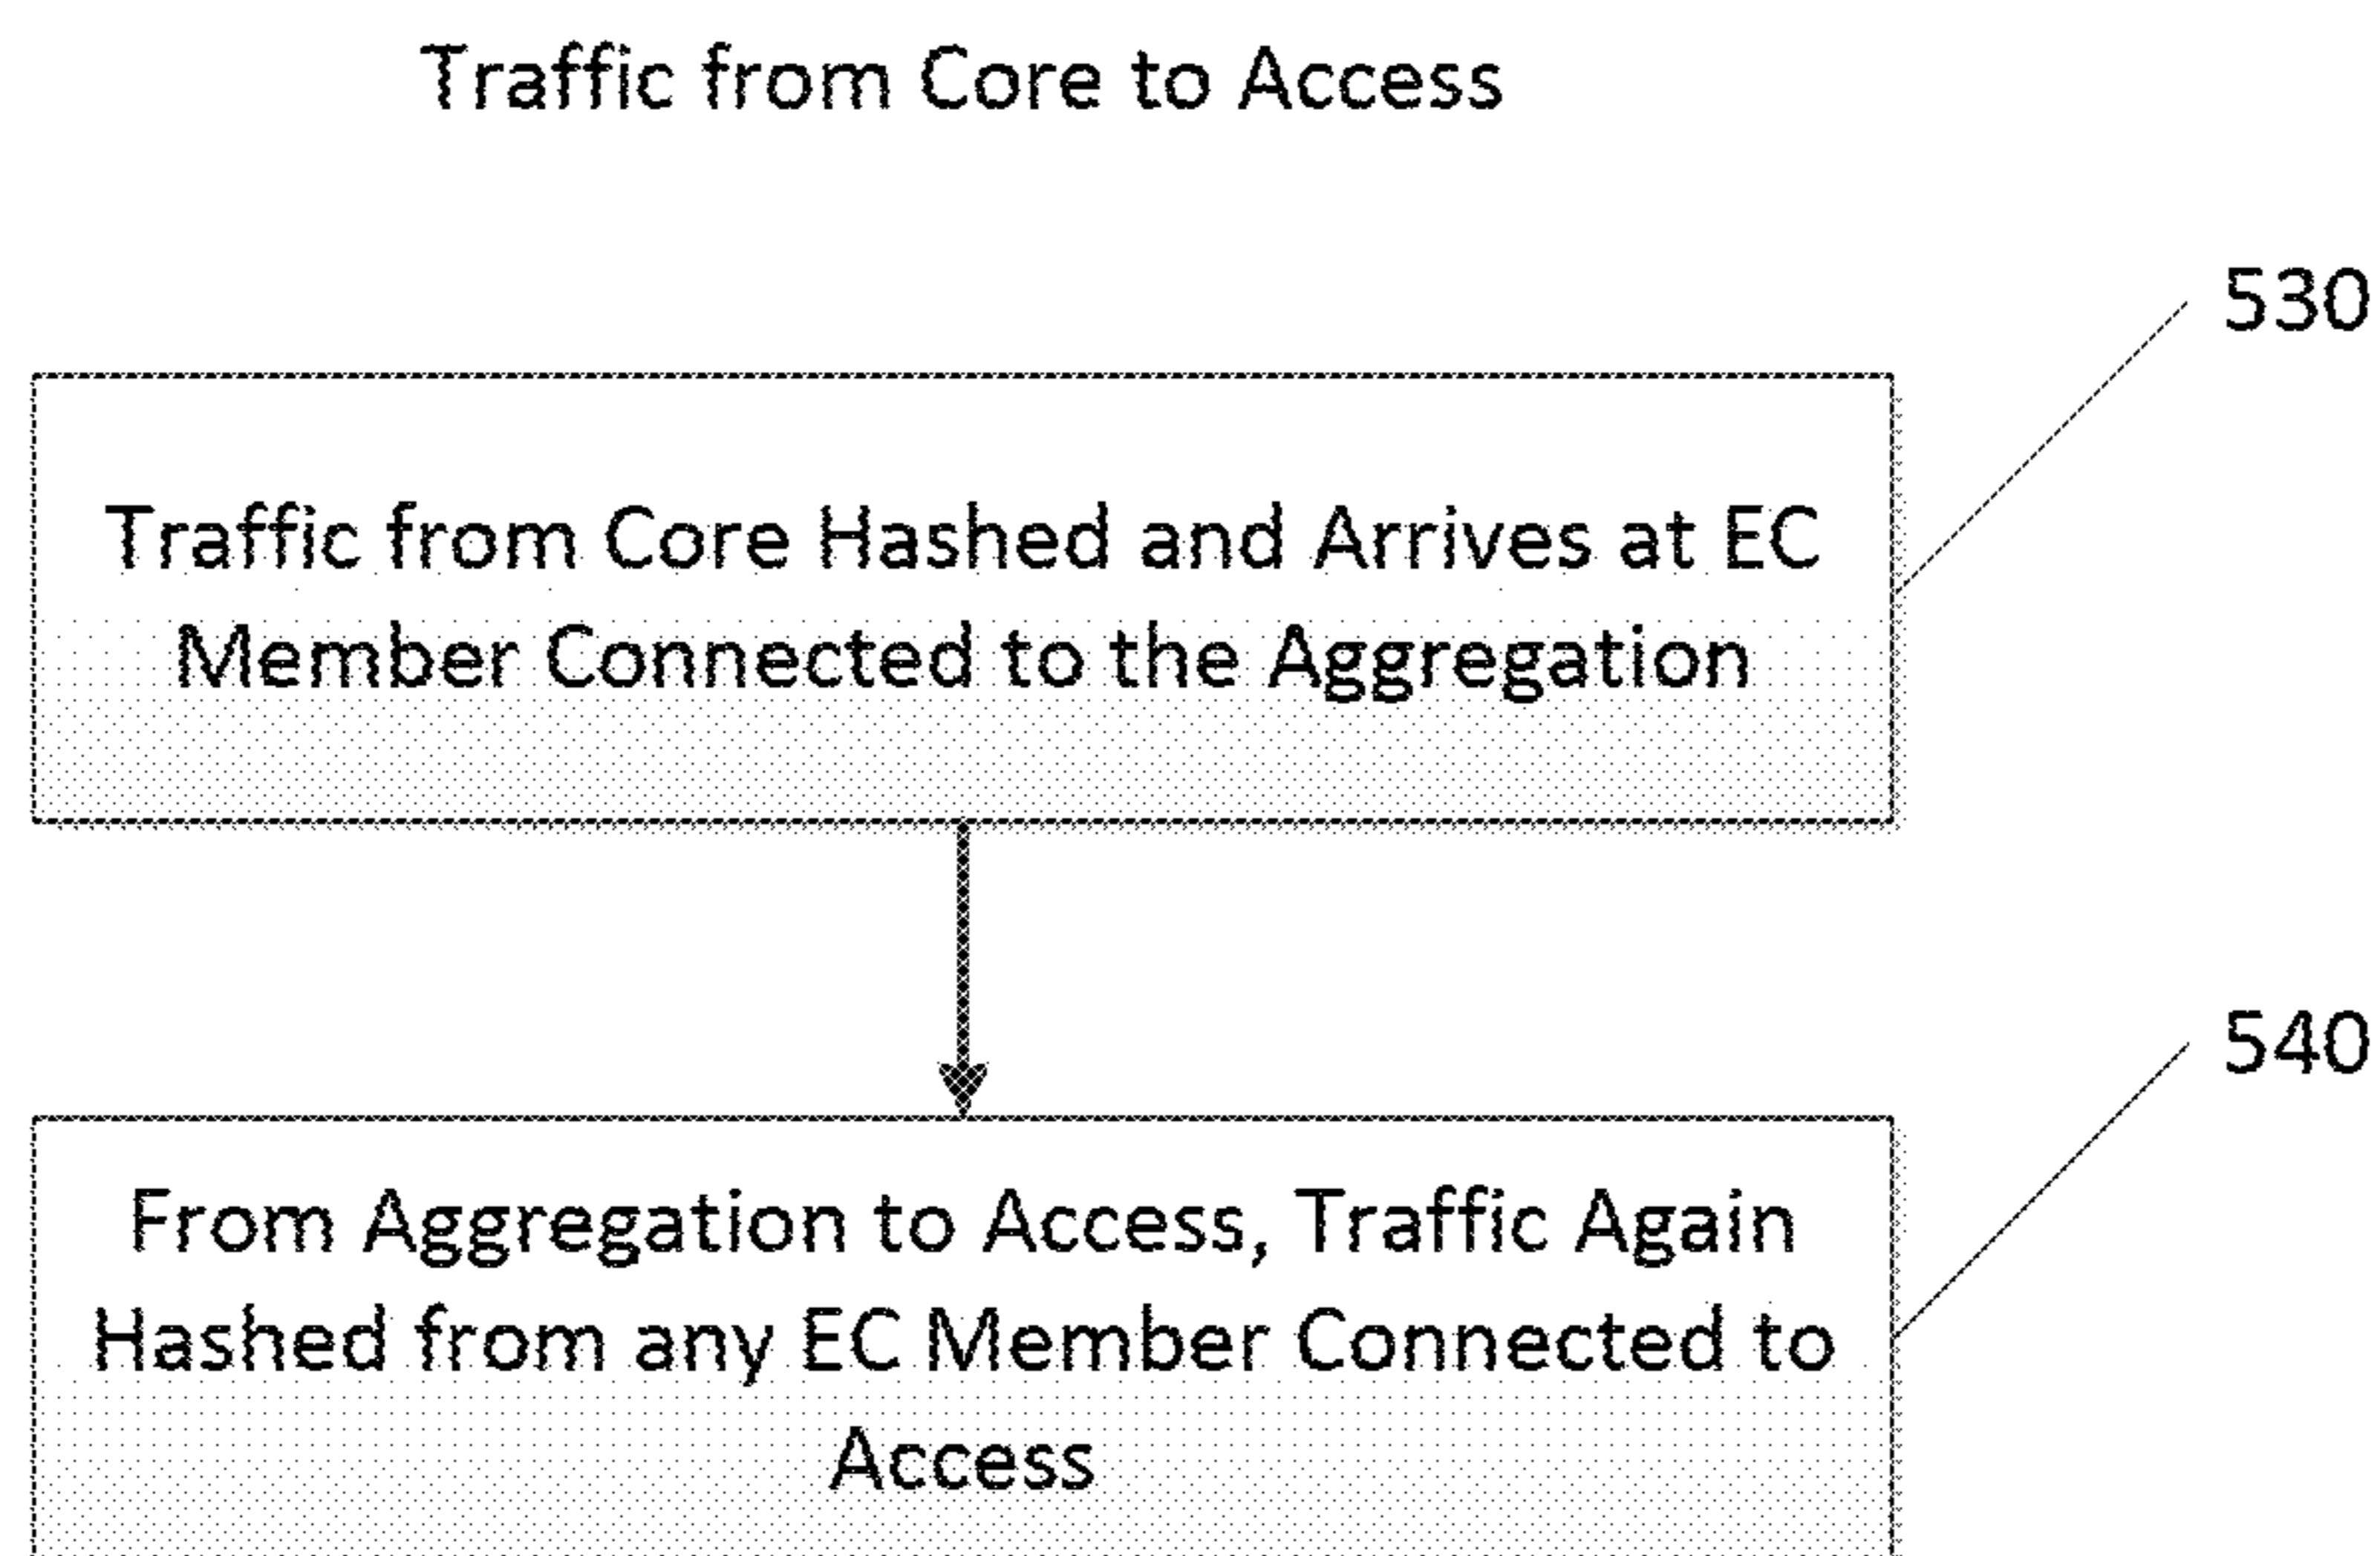 Traffic from Core to Access
530
Traffic from Core Hashed and Arrives at EC
Member Connected to the Aggregation
540
From Aggregation to Access, Traffic Again
Hashed from any EC Member Connected to
Access